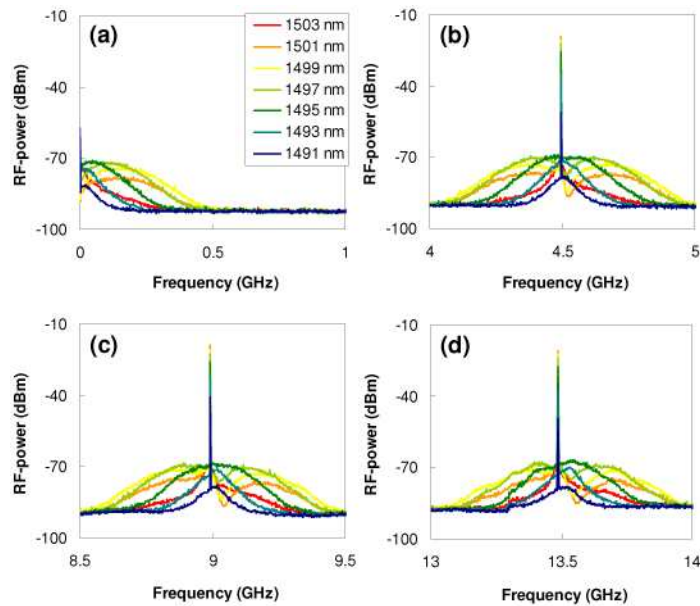 (a)
-10
-40
-70
-100
RF-power (dBm)
0
0.5
1
Frequency (GHz)
1503 nm
1501 nm
1499 nm
1497 nm
1495 nm
1493 nm
1491 nm
(b)
-10
-40
-70
-100
RF-power (dBm)
4
4.5
5
Frequency (GHz)
(c)
-10
-40
-70
-100
RF-power (dBm)
8.5
9
9.5
Frequency (GHz)
(d)
-10
-40
-70
-100
RF-power (dBm)
13
13.5
14
Frequency (GHz)